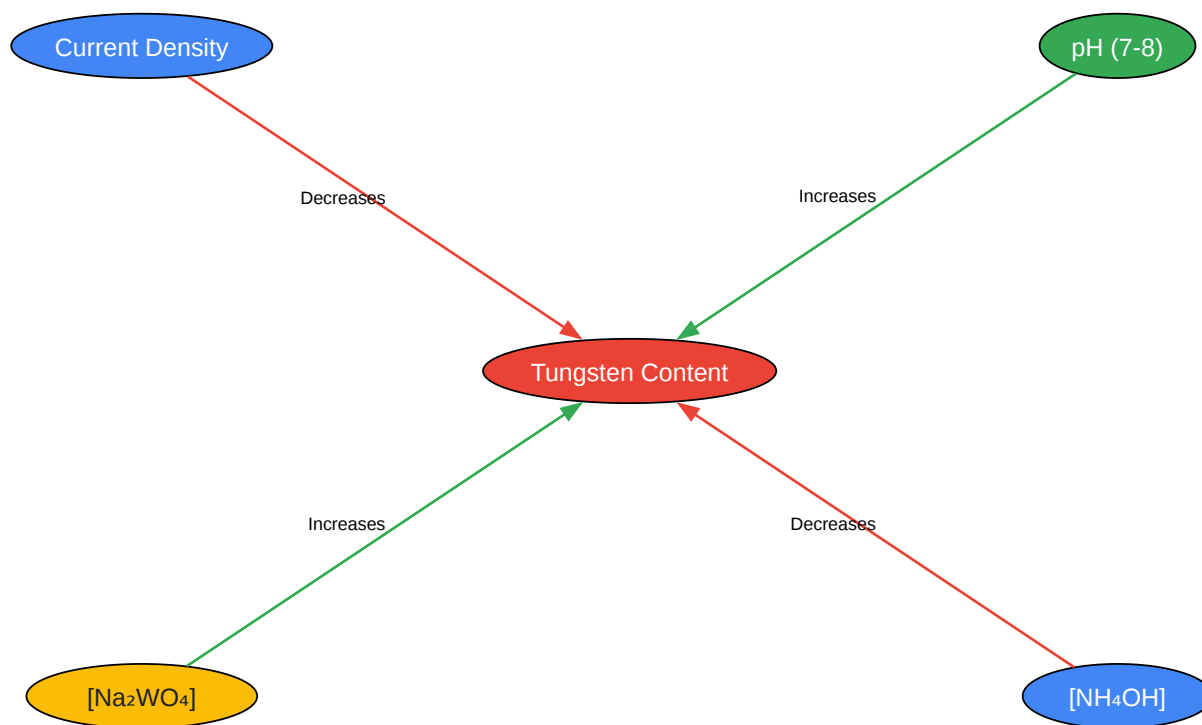 Current Density
pH (7-8)
Decreases
Increases
Tungsten Content
Increases
Decreases
[Na₂WO₄]
[NH₄OH]